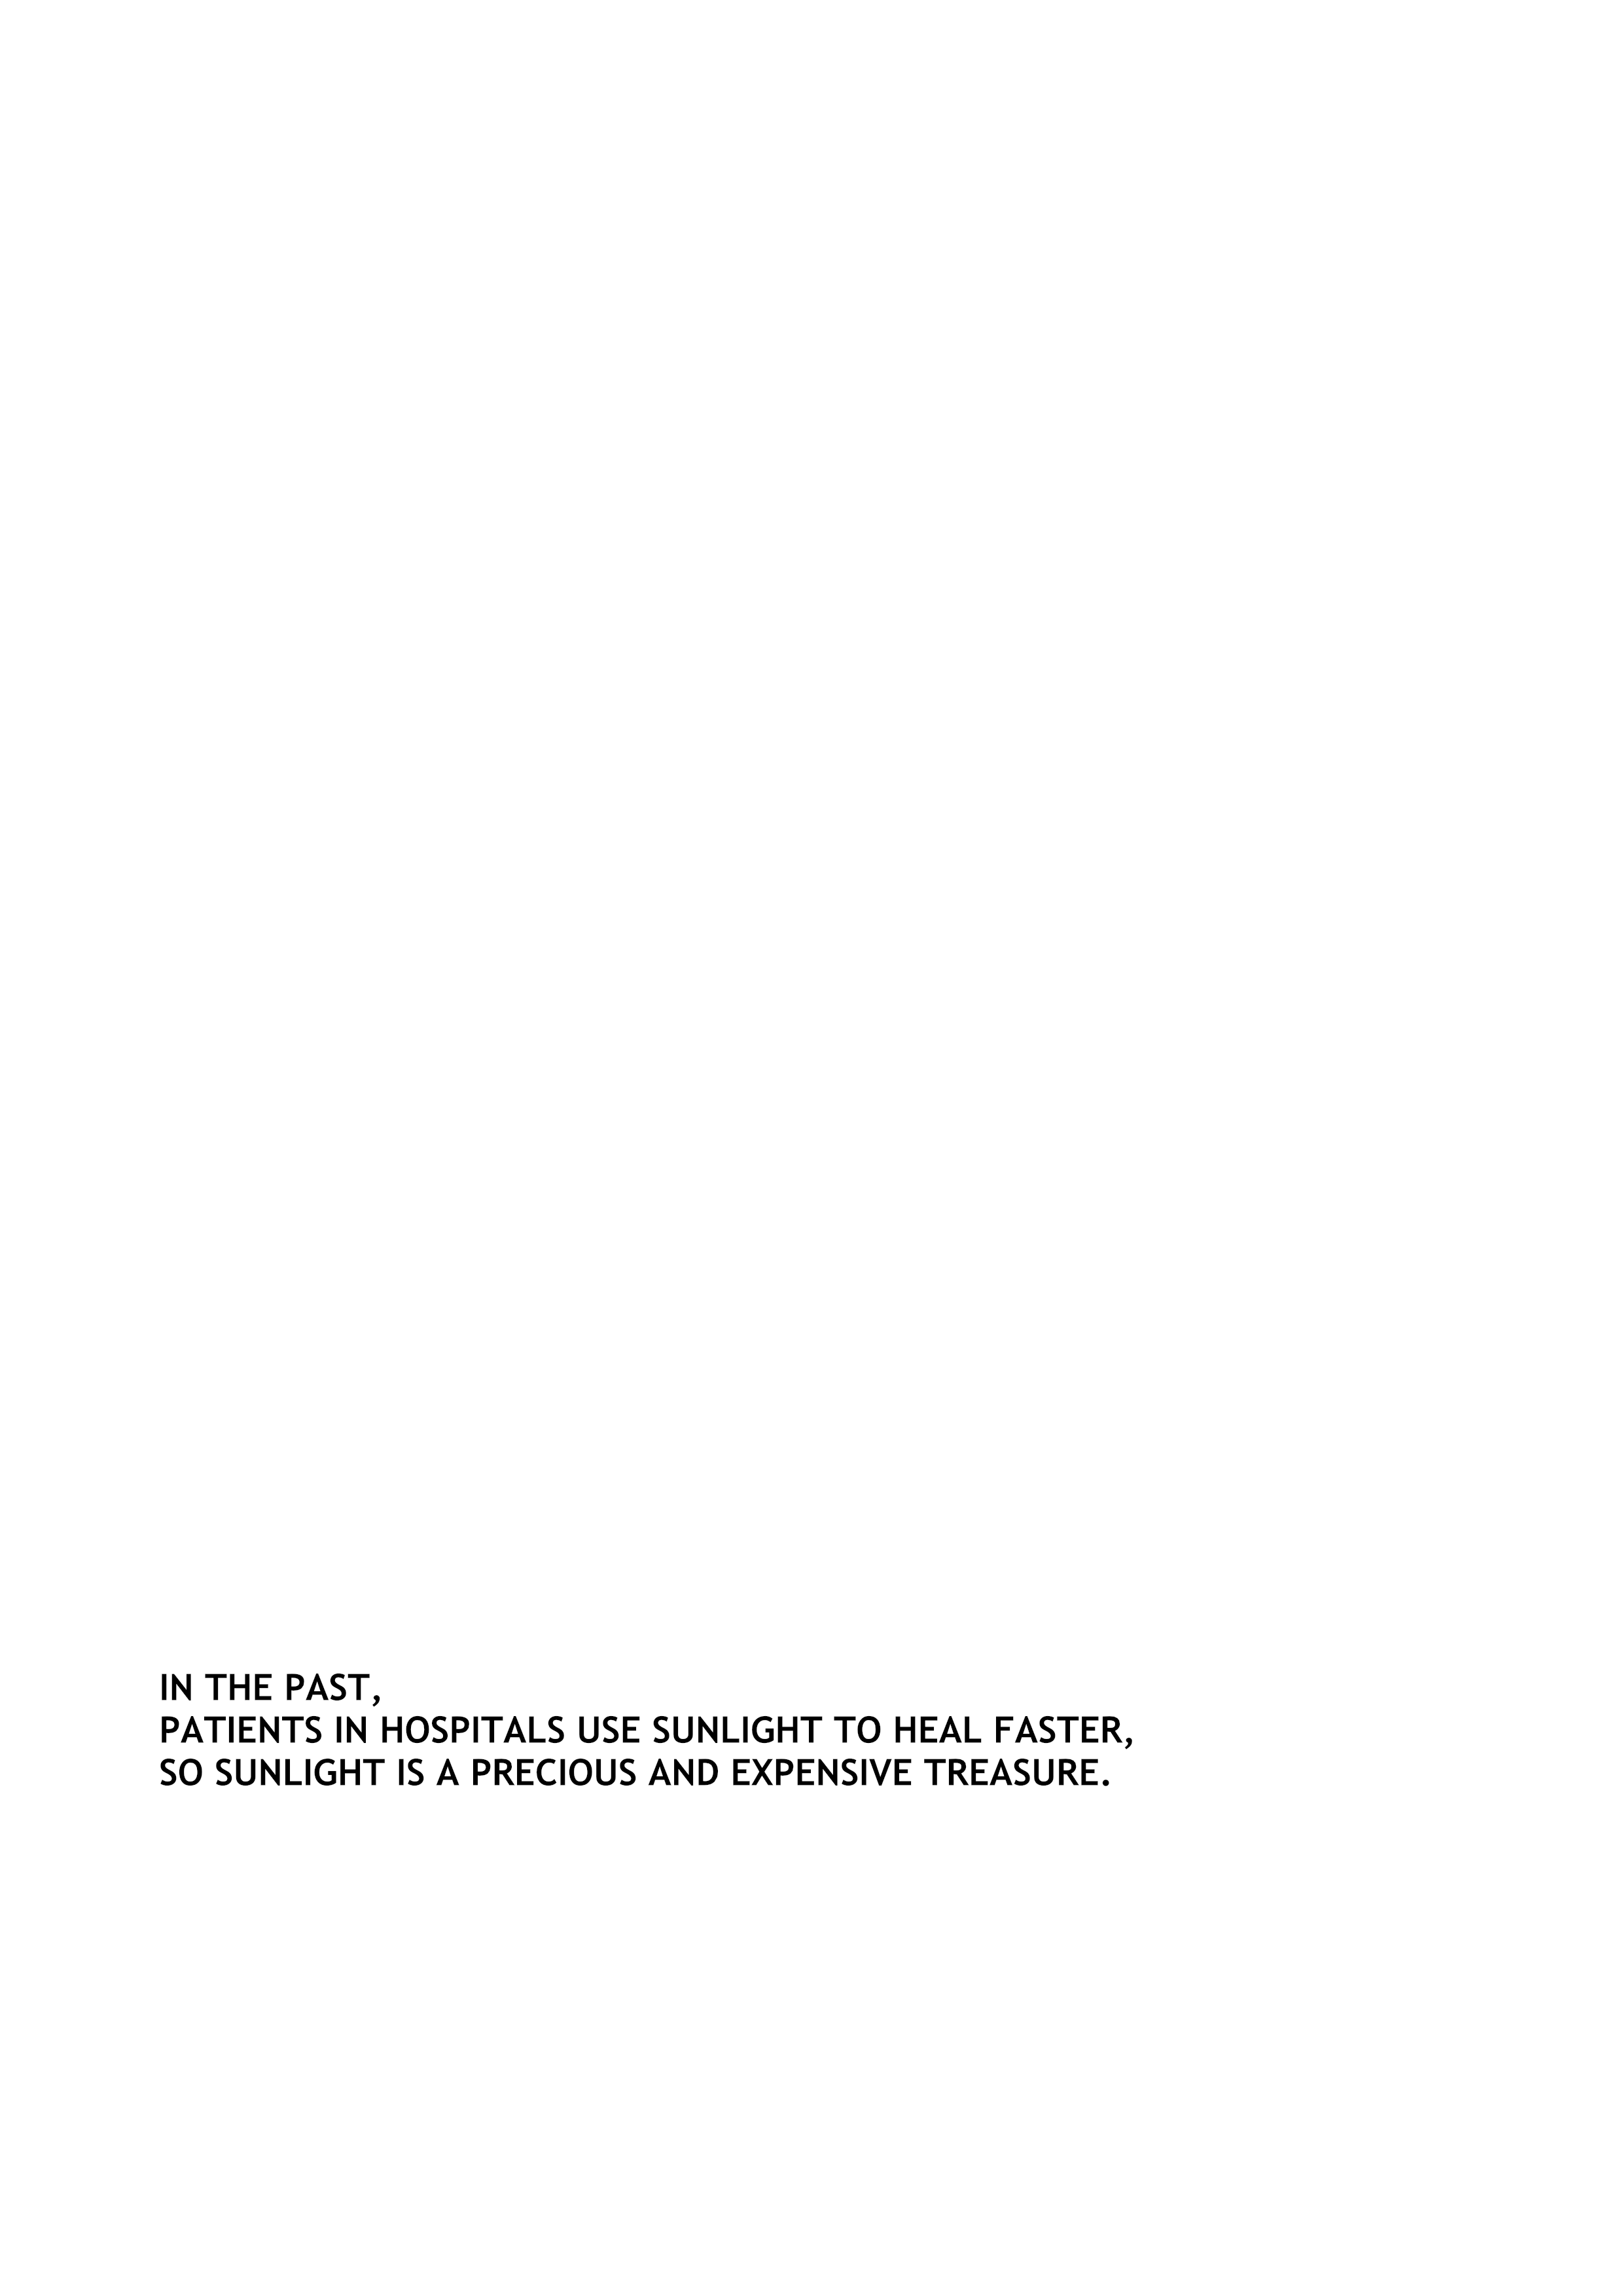 IN THE PAST,
PATIENTS IN HOSPITALS USE SUNLIGHT TO HEAL FASTER,
SO SUNLIGHT IS A PRECIOUS AND EXPENSIVE TREASURE.